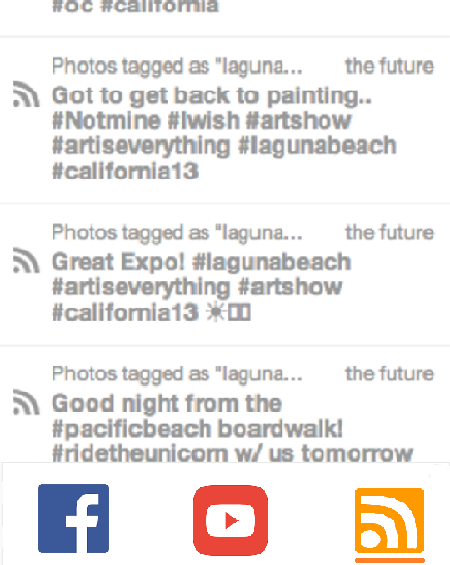 #oc #california
Photos tagged as "laguna... the future
Got to get back to painting..
#Notmine #Iwish #artshow
#artiseverything #lagunabeach
#california13
Photos tagged as "laguna... the future
Great Expo! #lagunabeach
#artiseverything #artshow
#california13 ☀
Photos tagged as "laguna... the future
Good night from the
#pacificbeach boardwalk!
#ridetheunicorn w/ us tomorrow